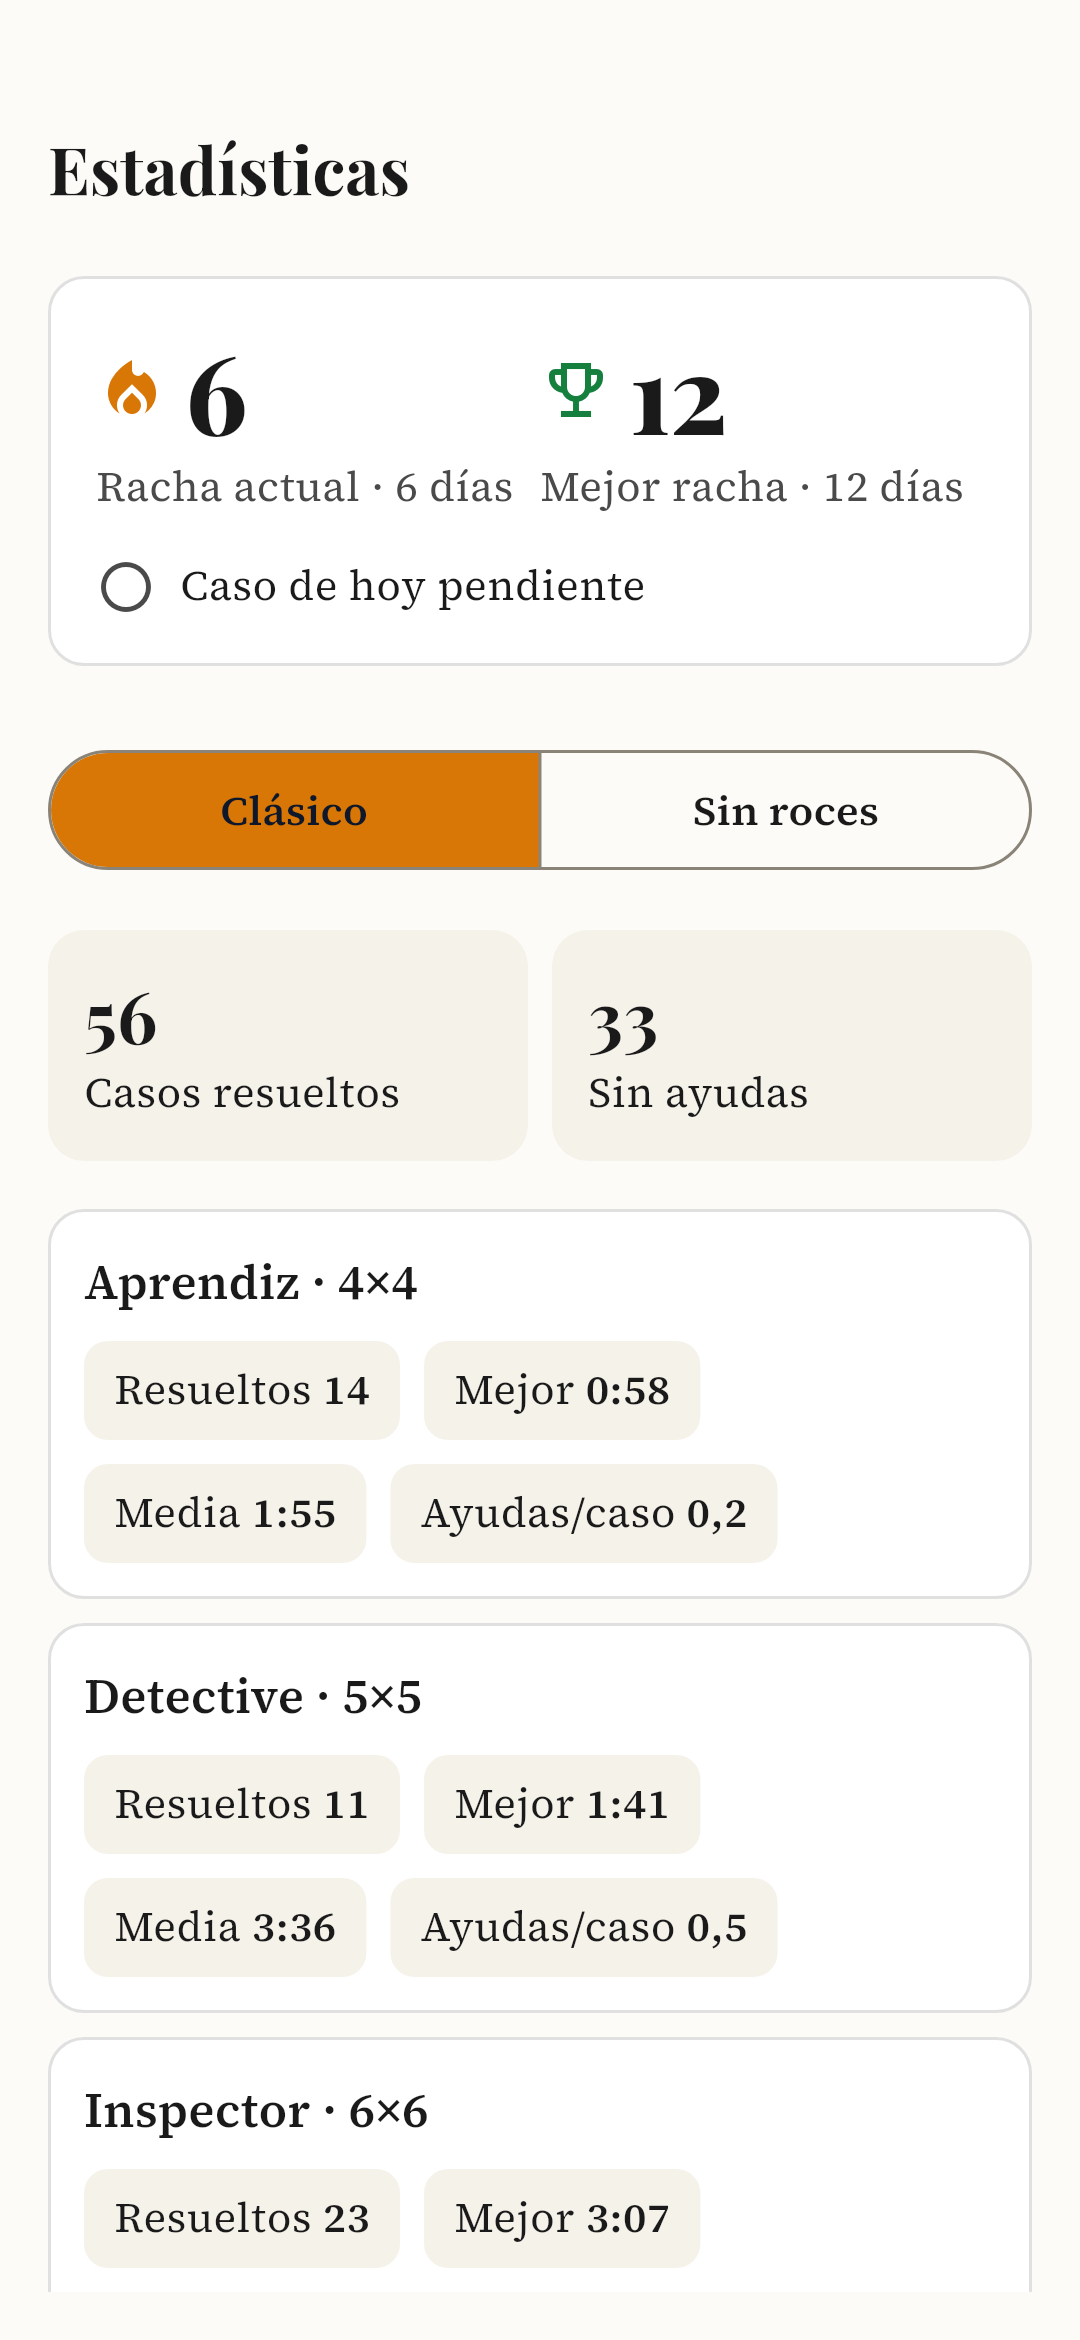 Estadísticas
6 12
Racha actual · 6 días Mejor racha · 12 días
Caso de hoy pendiente
Clásico Sin roces
56 33
Casos resueltos Sin ayudas
Aprendiz · 4×4
Resueltos 14 Mejor 0:58
Media 1:55 Ayudas/caso 0,2
Detective · 5×5
Resueltos 11 Mejor 1:41
Media 3:36 Ayudas/caso 0,5
Inspector · 6×6
Resueltos 23 Mejor 3:07